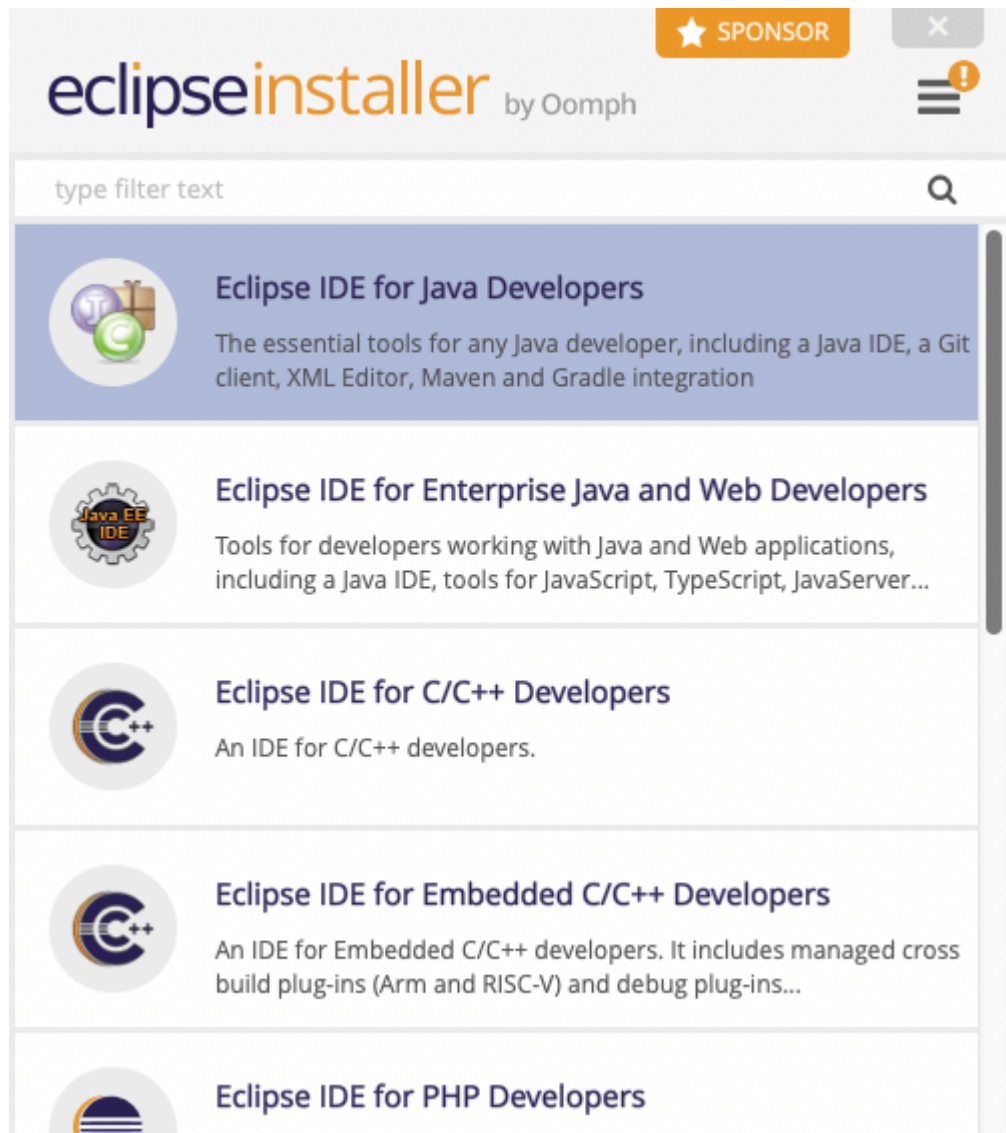 SPONSOR
eclipseinstaller by Oomph
type filter text
Eclipse IDE for Java Developers
The essential tools for any Java developer, including a Java IDE, a Git
client, XML Editor, Maven and Gradle integration
Java EE
IDE
Eclipse IDE for Enterprise Java and Web Developers
Tools for developers working with Java and Web applications,
including a Java IDE, tools for JavaScript, TypeScript, JavaServer...
C++
Eclipse IDE for C/C++ Developers
An IDE for C/C++ developers.
C++
Eclipse IDE for Embedded C/C++ Developers
An IDE for Embedded C/C++ developers. It includes managed cross
build plug-ins (Arm and RISC-V) and debug plug-ins...
Eclipse IDE for PHP Developers